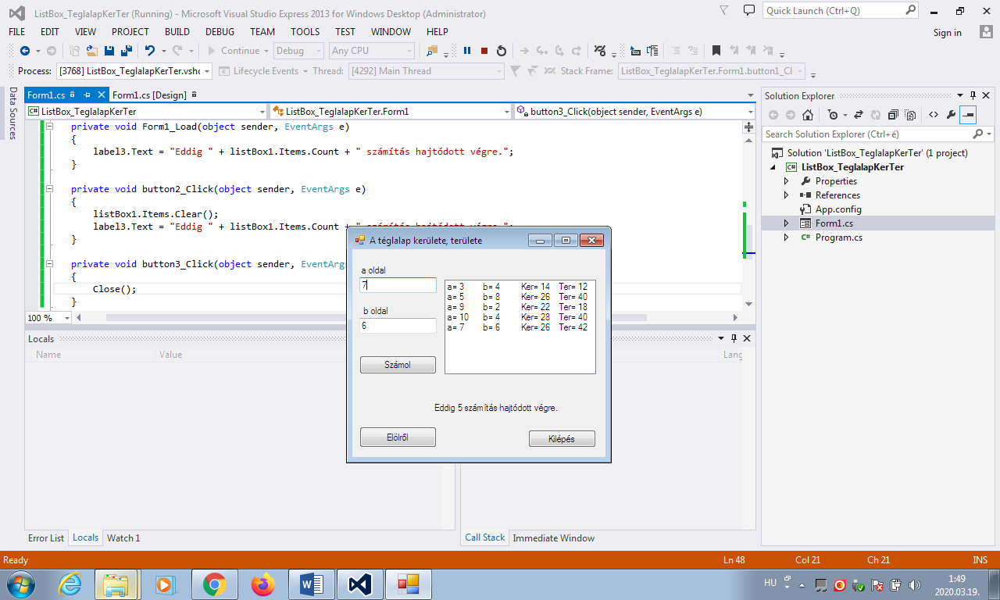 ListBox_TeglalapKerTer (Running) - Microsoft Visual Studio Express 2013 for Windows Desktop (Administrator)
Quick Launch (Ctrl+Q)
FILE EDIT VIEW PROJECT BUILD DEBUG TEAM TOOLS TEST WINDOW HELP
Sign in
Continue Debug Any CPU
Process: [3768] ListBox_TeglalapKerTer.vsho Lifecycle Events Thread: [4292] Main Thread Stack Frame: ListBox_TeglalapKerTer.Form1.button1_Cl
Data Sources
Form1.cs Form1.cs [Design]
ListBox_TeglalapKerTer ListBox_TeglalapKerTer.Form1 button3_Click(object sender, EventArgs e)
private void Form1_Load(object sender, EventArgs e)
{
label3.Text = "Eddig " + listBox1.Items.Count + " számítás hajtódott végre.";
}
private void button2_Click(object sender, EventArgs e)
{
listBox1.Items.Clear();
label3.Text = "Eddig " + listBox1.Items.Count + " számítás hajtódott végre.";
}
private void button3_Click(object sender, EventArgs
{
Close();
}
100 %
A téglalap kerülete, területe
a oldal
7
b oldal
6
Számol
a= 3 b= 4 Ker= 14 Ter= 12
a= 5 b= 8 Ker= 26 Ter= 40
a= 9 b= 2 Ker= 22 Ter= 18
a= 10 b= 4 Ker= 28 Ter= 40
a= 7 b= 6 Ker= 26 Ter= 42
Eddig 5 számítás hajtódott végre.
Elölről
Kilépés
Locals
Name Value
Lang
Error List Locals Watch 1
Call Stack Immediate Window
Solution Explorer
Search Solution Explorer (Ctrl+é)
Solution 'ListBox_TeglalapKerTer' (1 project)
ListBox_TeglalapKerTer
Properties
References
App.config
Form1.cs
Program.cs
Ready Ln 48 Col 21 Ch 21 INS
HU
1:49
2020.03.19.